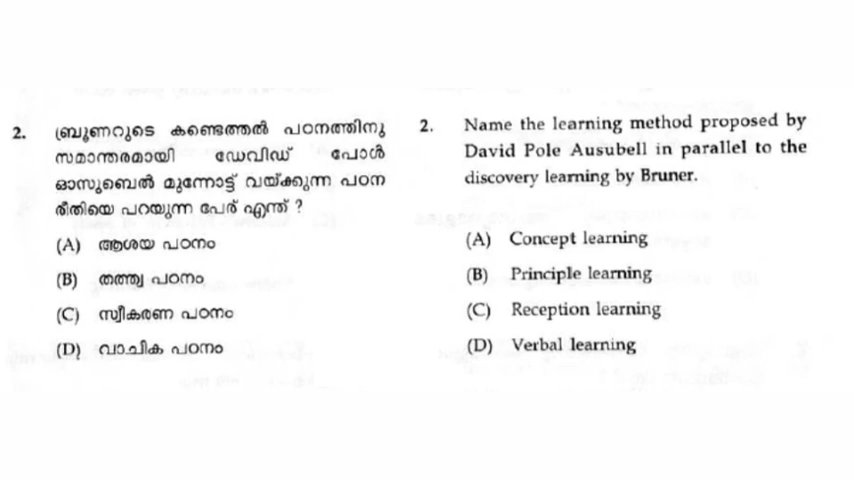 2. ബ്രൂണറുടെ കണ്ടെത്തൽ പഠനത്തിനു
സമാന്തരമായി ഡേവിഡ് പോൾ
ഓസുബെൽ മുന്നോട്ട് വയ്ക്കുന്ന പഠന
രീതിയെ പറയുന്ന പേര് എന്ത് ?
(A) ആശയ പഠനം
(B) തത്ത്വ പഠനം
(C) സ്വീകരണ പഠനം
(D) വാചിക പഠനം
2. Name the learning method proposed by
David Pole Ausubell in parallel to the
discovery learning by Bruner.
(A) Concept learning
(B) Principle learning
(C) Reception learning
(D) Verbal learning